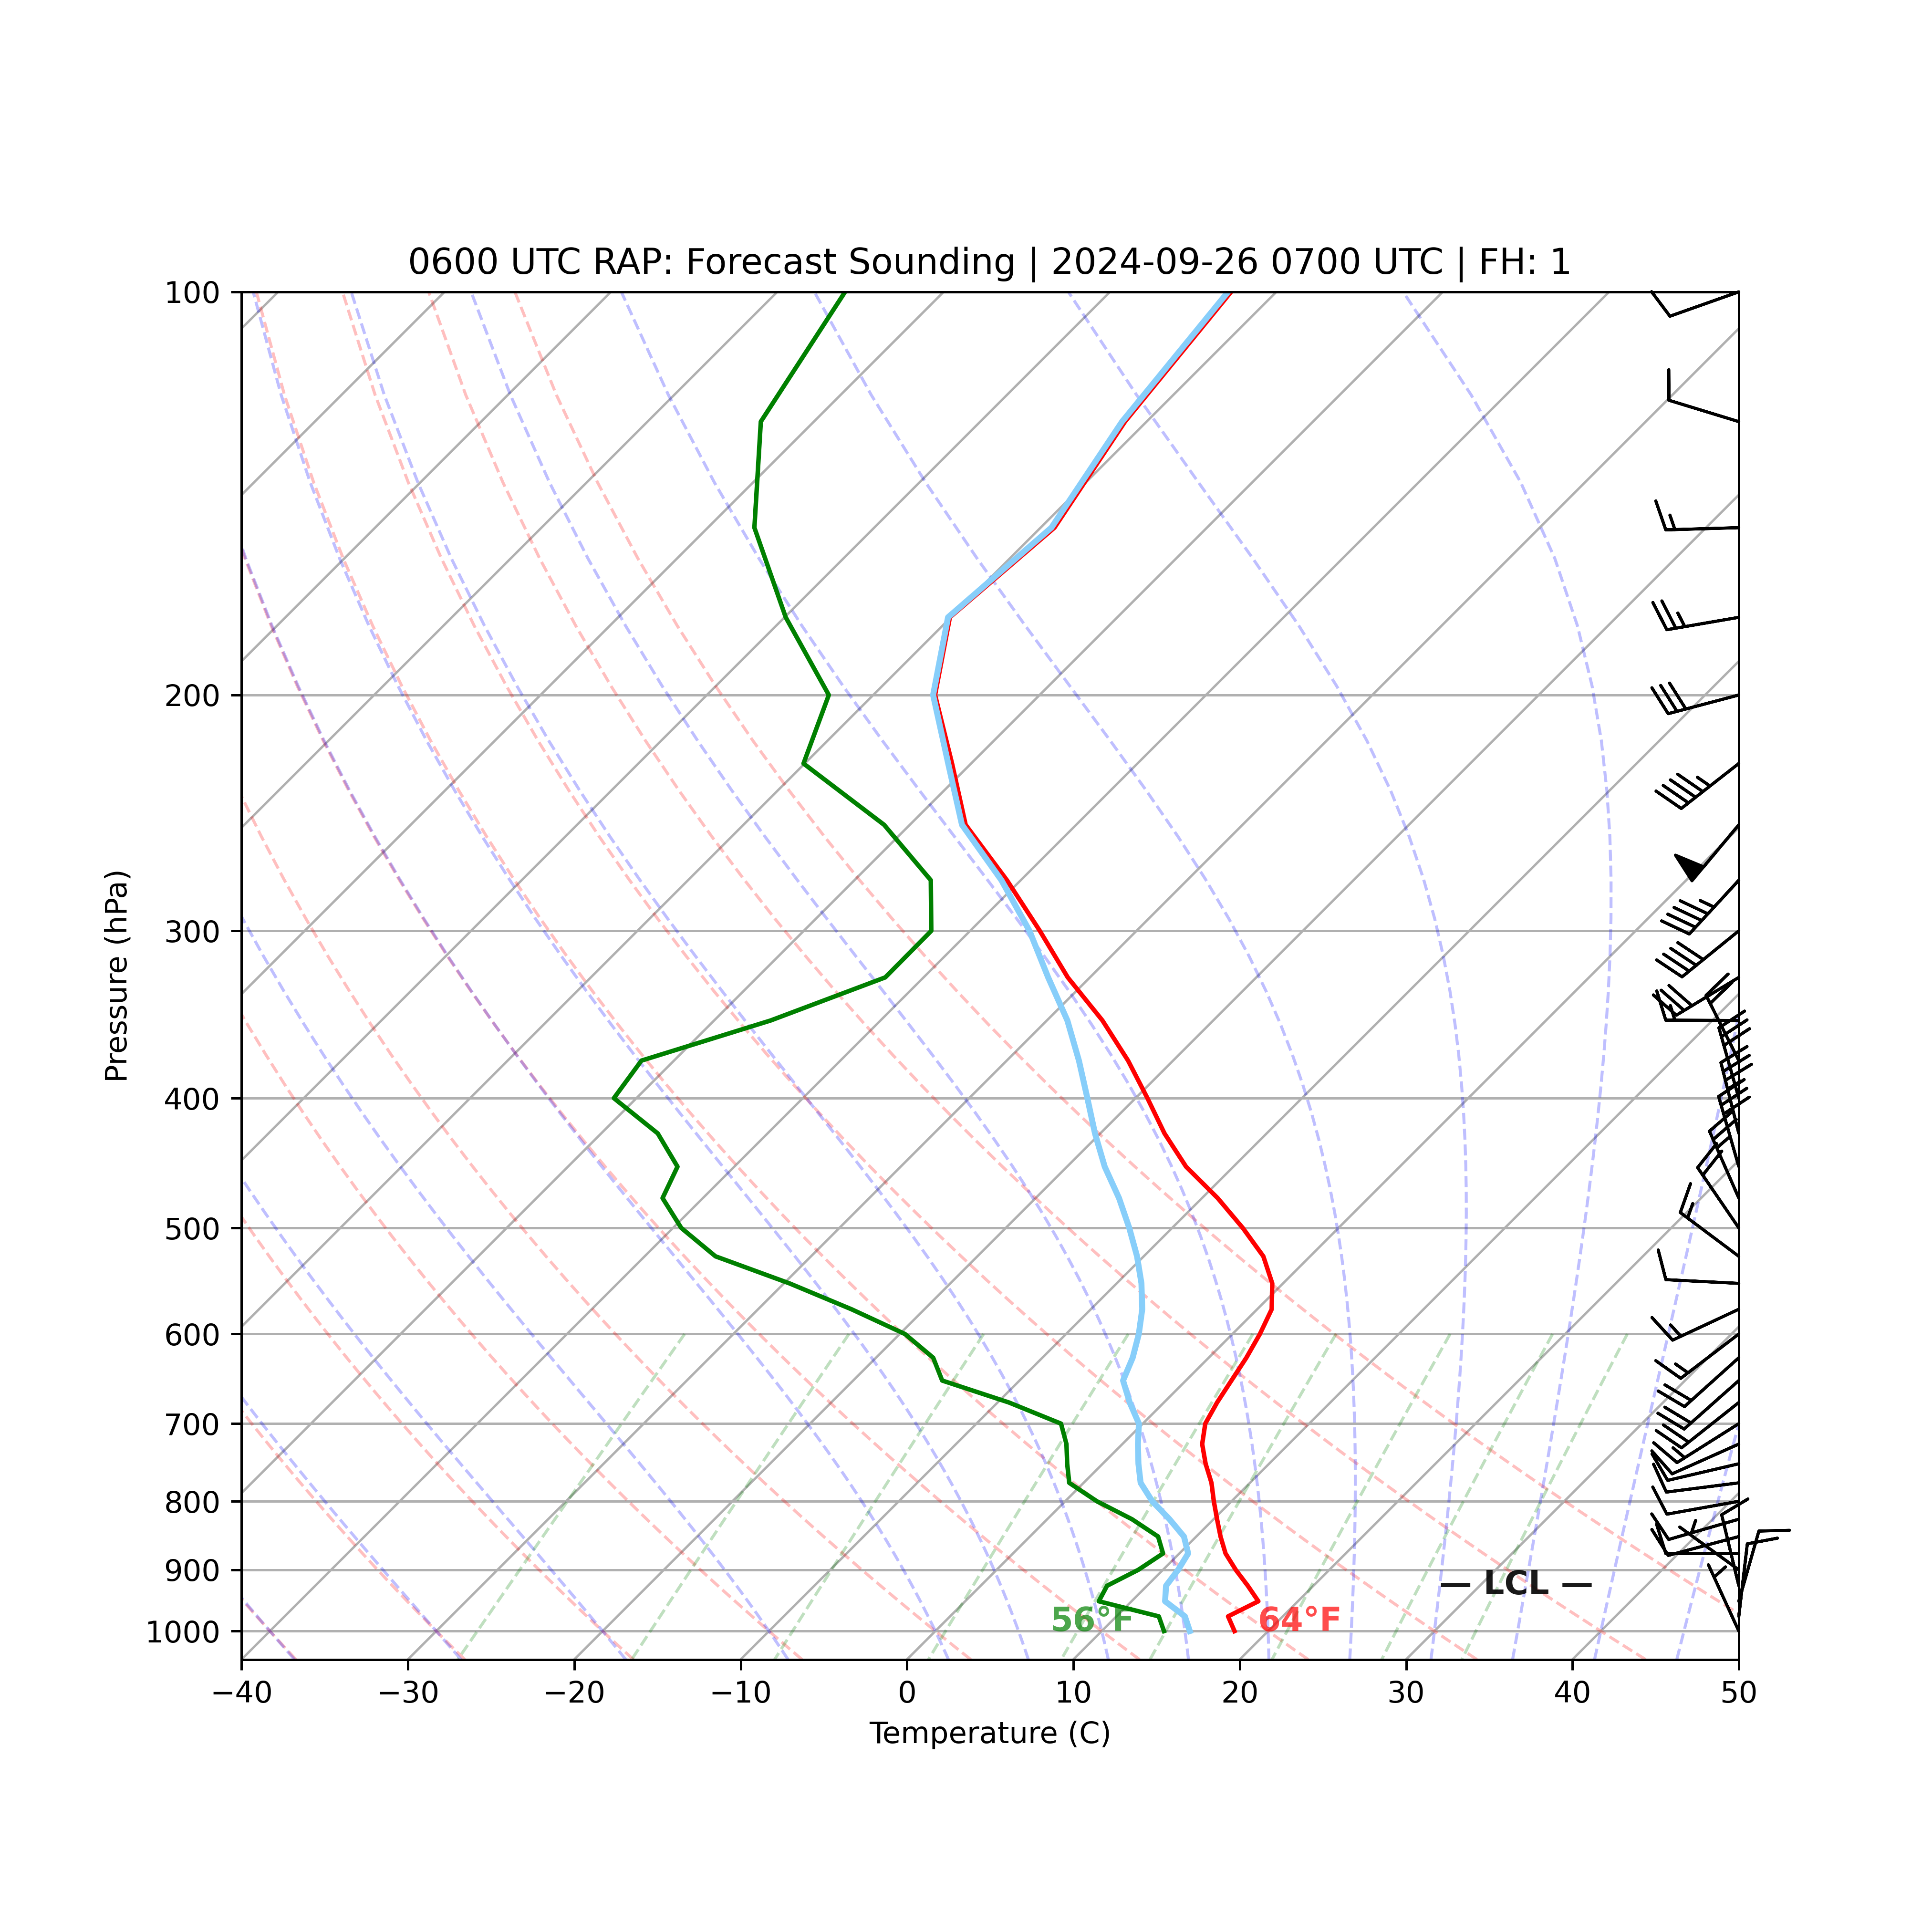 0600 UTC RAP: Forecast Sounding | 2024-09-26 0700 UTC | FH: 1
100
200
300
400
500
600
700
800
900
1000
Pressure (hPa)
— LCL —
56°F
64°F
−40 −30 −20 −10 0 10 20 30 40 50
Temperature (C)